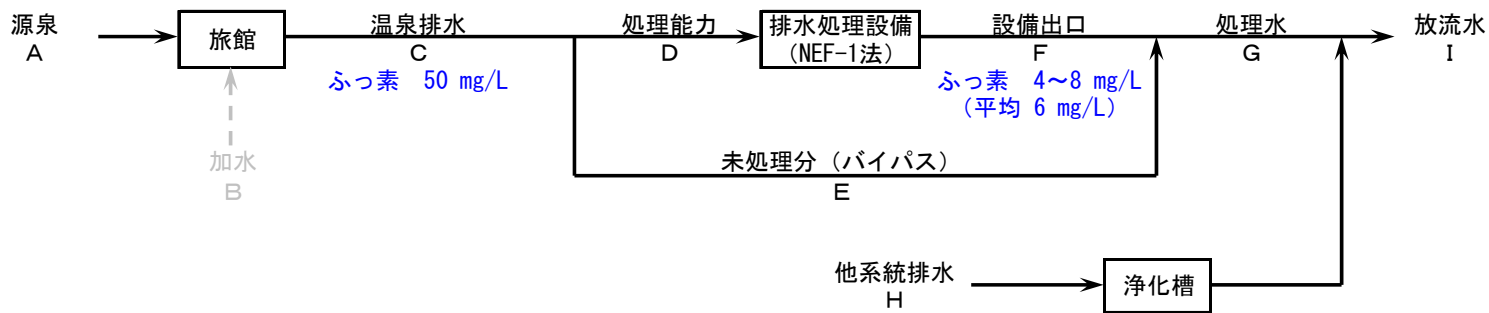 源泉
A
旅館
加水
B
温泉排水
C
ふっ素 50 mg/L
処理能力
D
排水処理設備
(NEF-1法)
設備出口
F
ふっ素 4～8 mg/L
(平均 6 mg/L)
処理水
G
放流水
I
未処理分（バイパス）
E
他系統排水
H
浄化槽